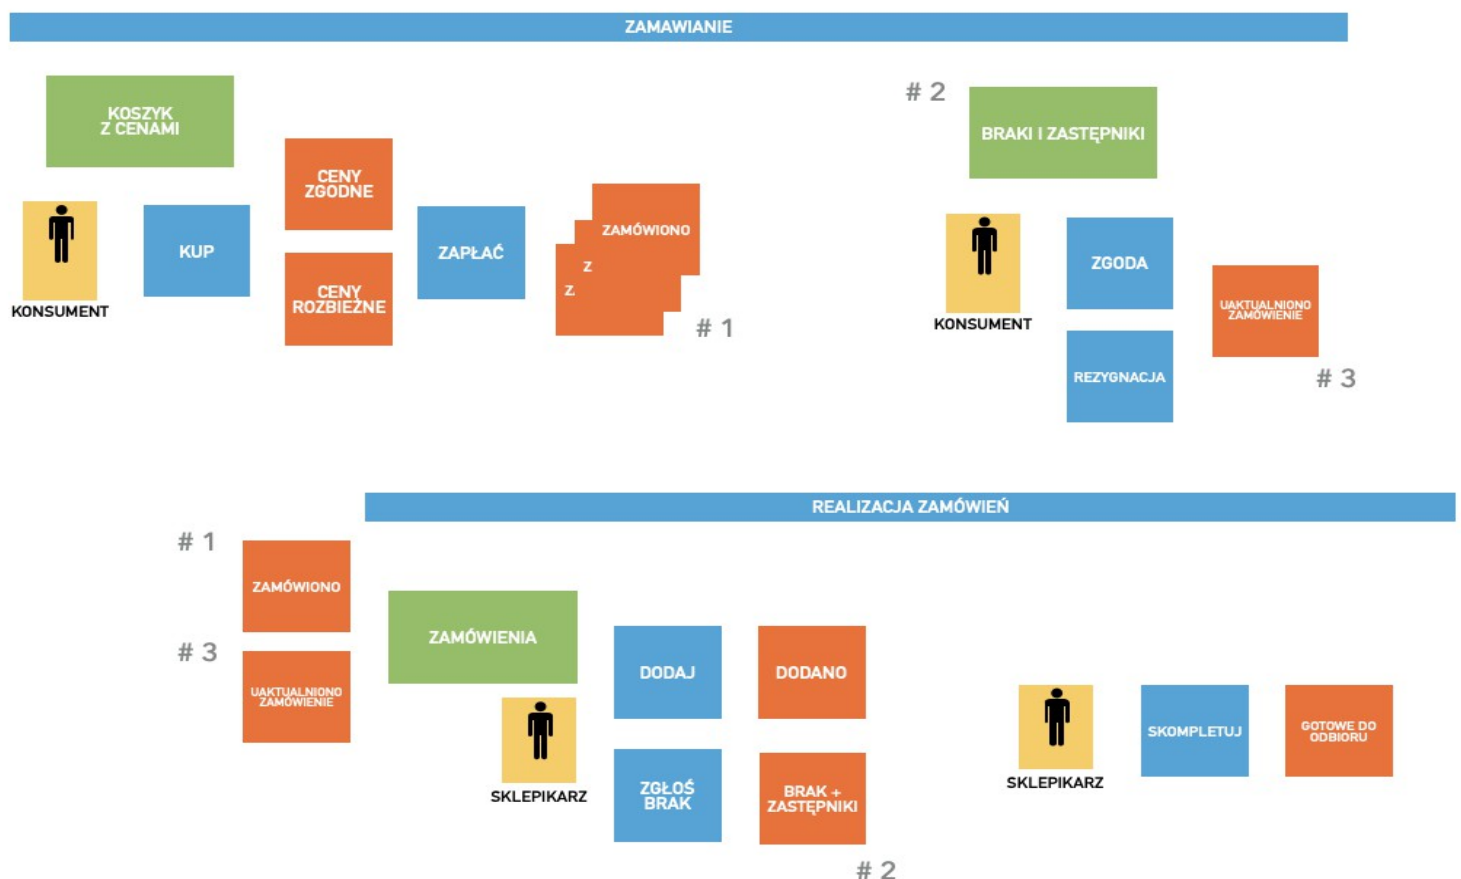 ZAMAWIANIE
KOSZYK
Z CENAMI
KONSUMENT
KUP
CENY
ZGODNE
CENY
ROZBIEŻNE
ZAPŁAĆ
ZAMÓWIONO
Z
Z.
# 1
# 2
BRAKI I ZASTĘPNIKI
KONSUMENT
ZGODA
REZYGNACJA
UAKTUALNIONO
ZAMÓWIENIE
# 3
REALIZACJA ZAMÓWIEŃ
# 1
ZAMÓWIONO
# 3
UAKTUALNIONO
ZAMÓWIENIE
ZAMÓWIENIA
SKLEPIKARZ
DODAJ
DODANO
ZGŁOŚ
BRAK
BRAK +
ZASTĘPNIKI
# 2
SKLEPIKARZ
SKOMPLETUJ
GOTOWE DO
ODBIORU